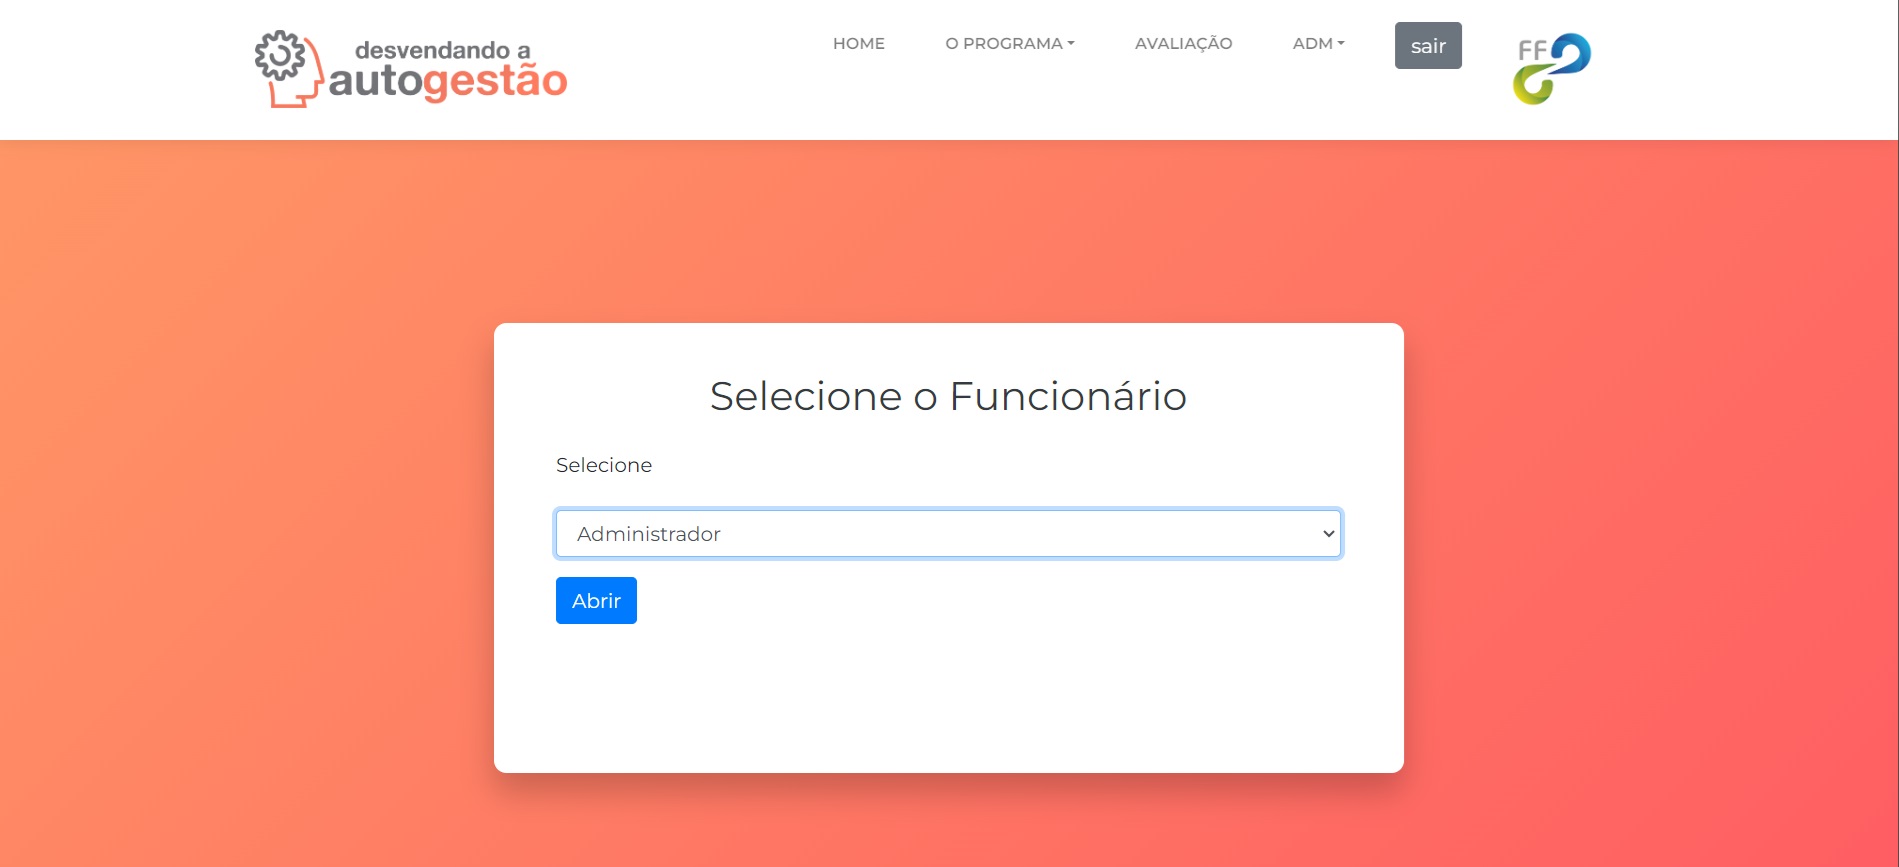 desvendando a
autogestão
HOME
O PROGRAMA
AVALIAÇÃO
ADM
sair
FF
Selecione o Funcionário
Selecione
Administrador
Abrir